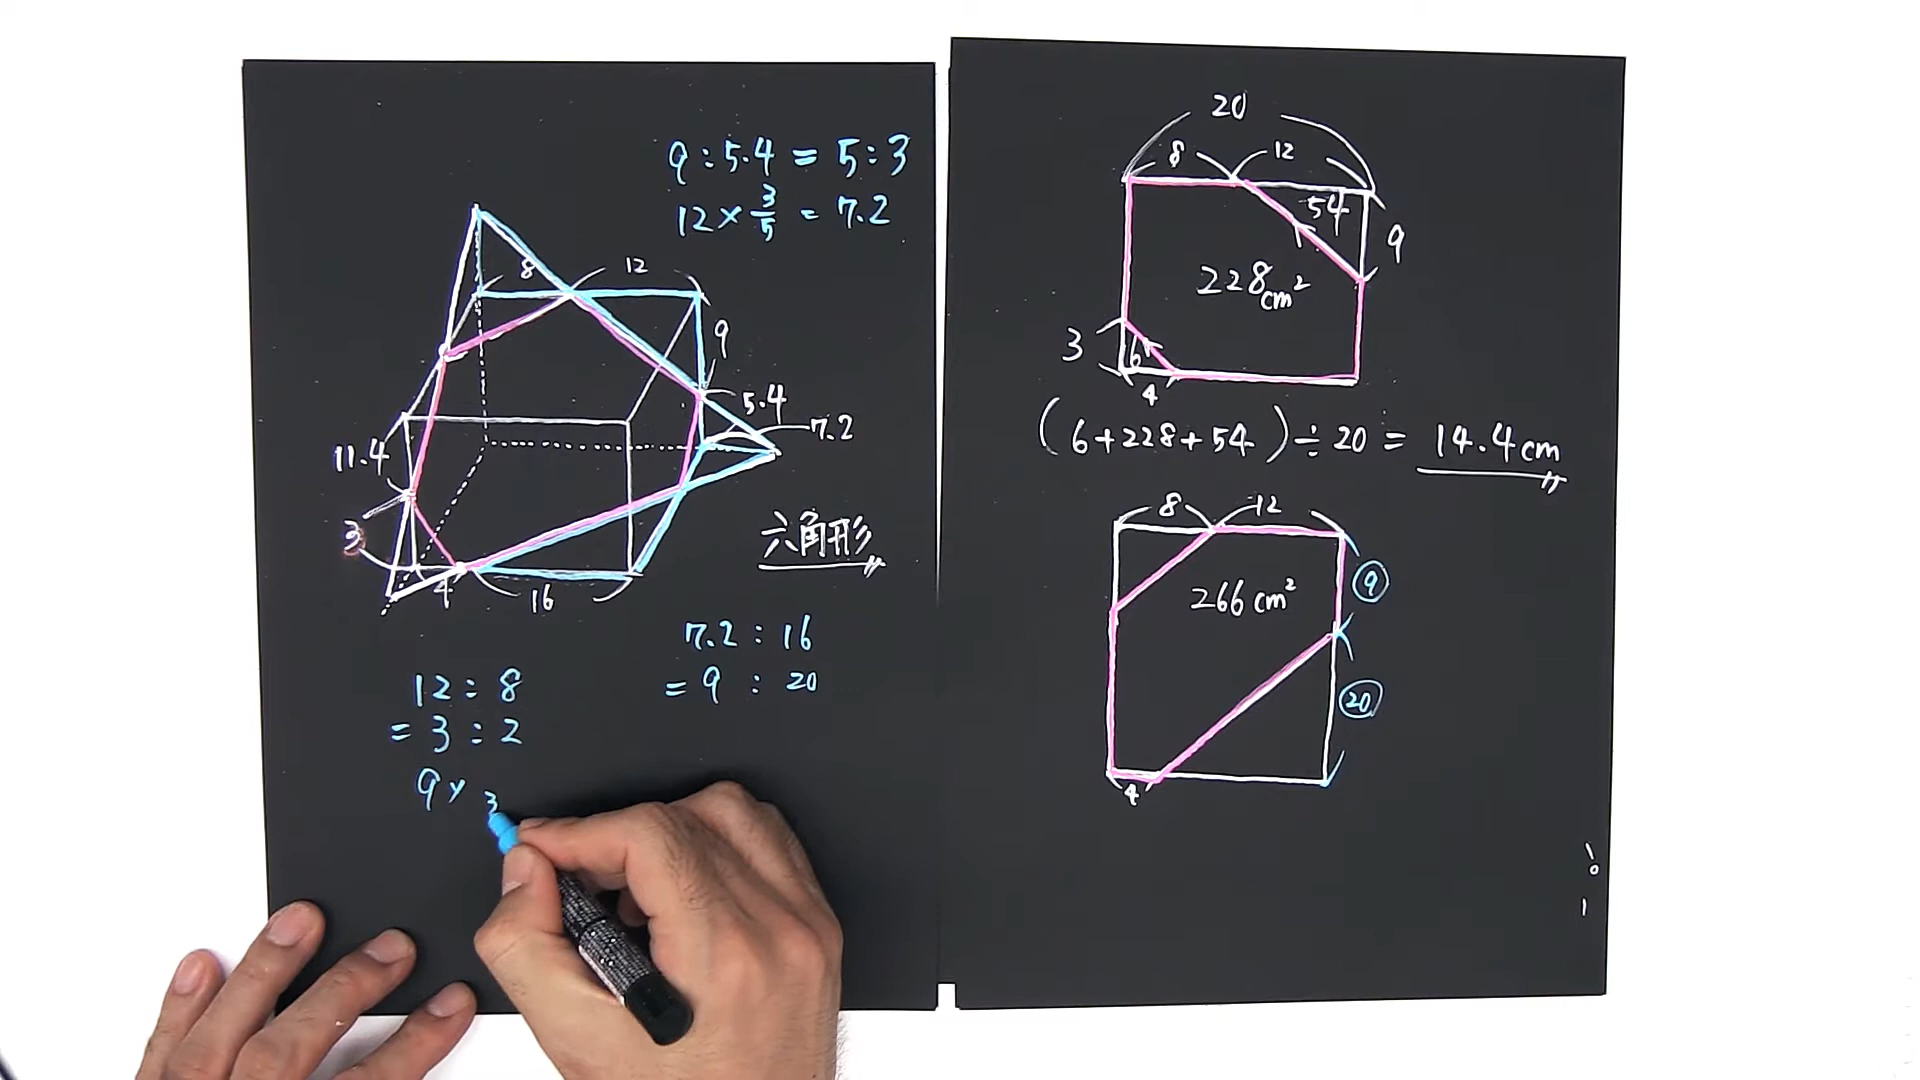 9 : 5.4 = 5 : 3
12 × 3/5 = 7.2
8
12
9
5.4
7.2
11.4
3
4
16
六角形
7.2 : 16
= 9 : 20
12 : 8
= 3 : 2
9 × 3
20
8
12
54
9
228cm²
3
6
4
(6+228+54) ÷ 20 = 14.4cm
8
12
9
266cm²
20
4